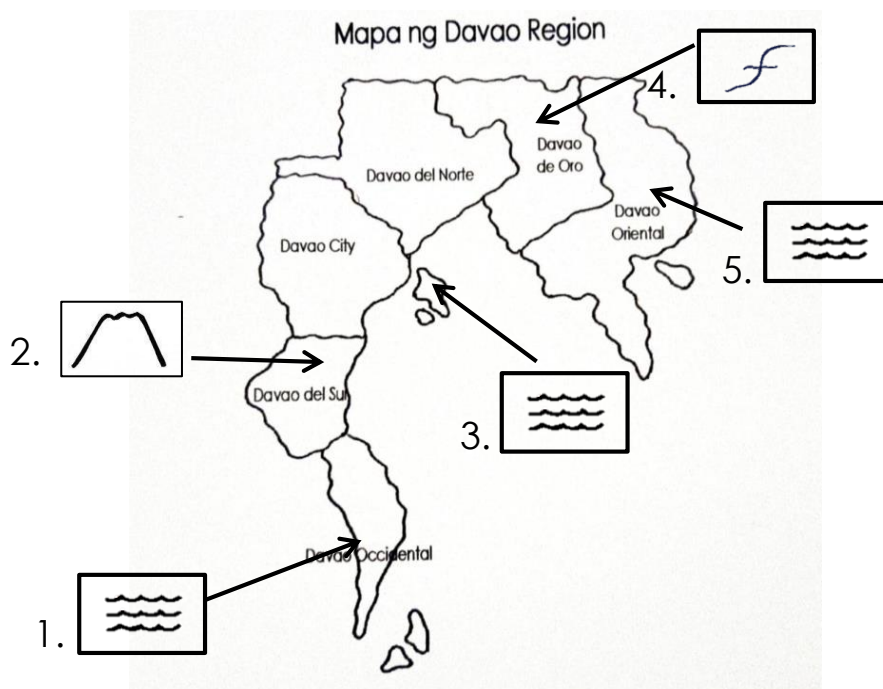 Mapa ng Davao Region
4.
Davao
de Oro
Davao del Norte
Davao
Oriental
Davao City
5.
2.
Davao del Sur
3.
Davao Occidental
1.